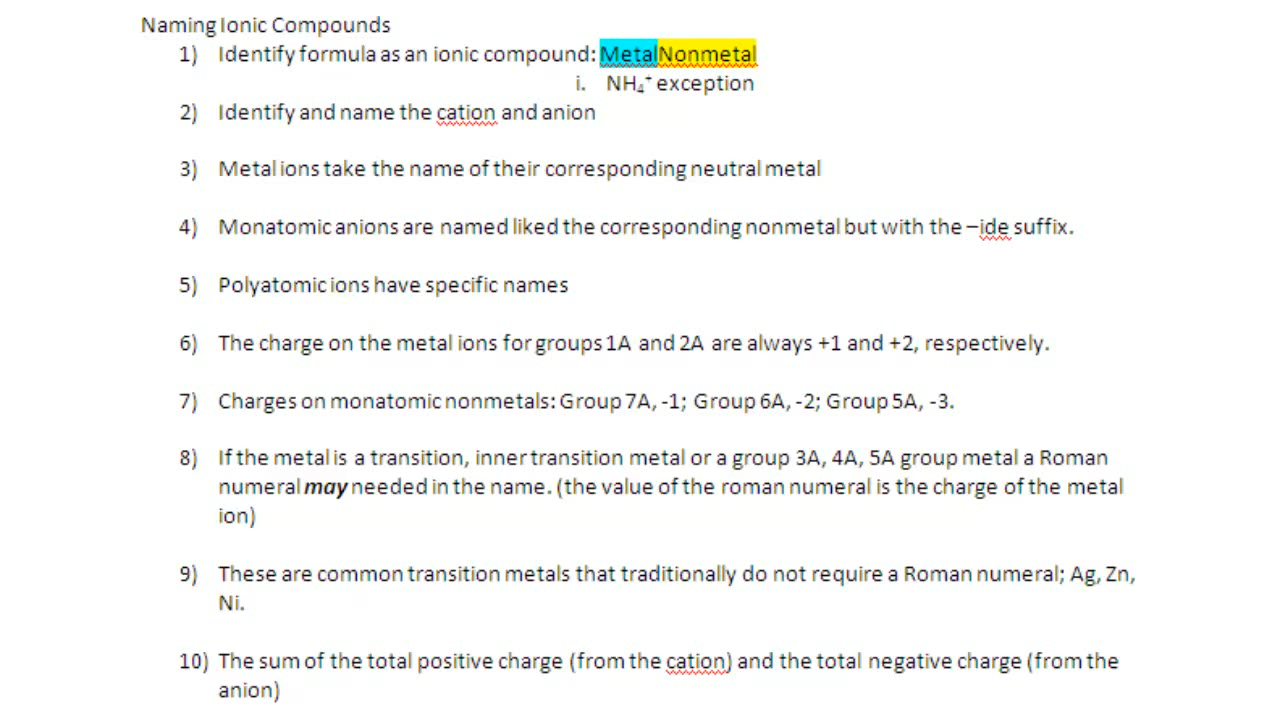 Naming Ionic Compounds
1) Identify formula as an ionic compound: MetalNonmetal
i. NH₄⁺ exception
2) Identify and name the cation and anion
3) Metal ions take the name of their corresponding neutral metal
4) Monatomic anions are named liked the corresponding nonmetal but with the –ide suffix.
5) Polyatomic ions have specific names
6) The charge on the metal ions for groups 1A and 2A are always +1 and +2, respectively.
7) Charges on monatomic nonmetals: Group 7A, -1; Group 6A, -2; Group 5A, -3.
8) If the metal is a transition, inner transition metal or a group 3A, 4A, 5A group metal a Roman
numeral may needed in the name. (the value of the roman numeral is the charge of the metal
ion)
9) These are common transition metals that traditionally do not require a Roman numeral; Ag, Zn,
Ni.
10) The sum of the total positive charge (from the cation) and the total negative charge (from the
anion)